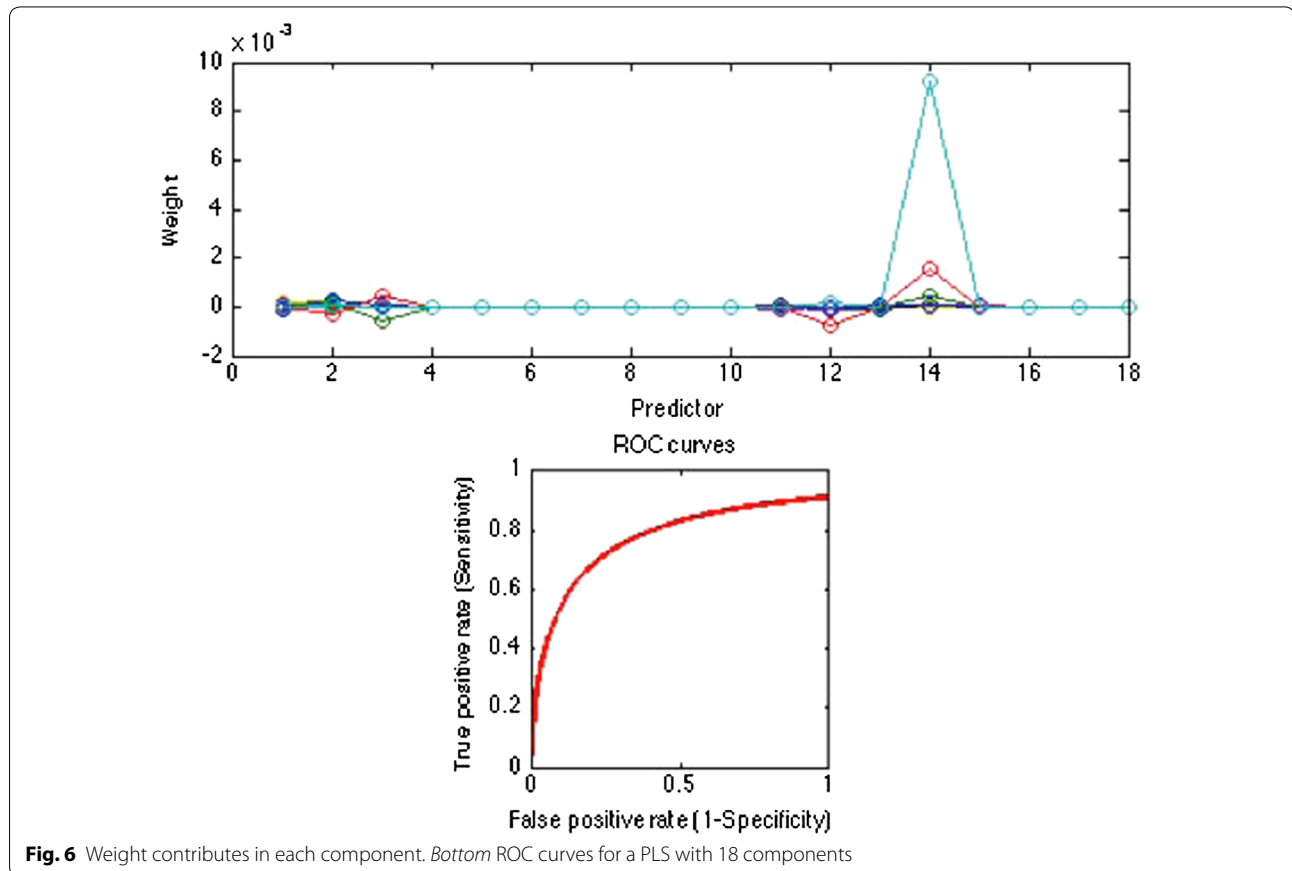 × 10 -3
10
8
6
4
2
0
-2
Weight
0 2 4 6 8 10 12 14 16 18
Predictor
ROC curves
1
0.8
0.6
0.4
0.2
0
True positive rate (Sensitivity)
0 0.5 1
False positive rate (1-Specificity)
Fig. 6 Weight contributes in each component. Bottom ROC curves for a PLS with 18 components